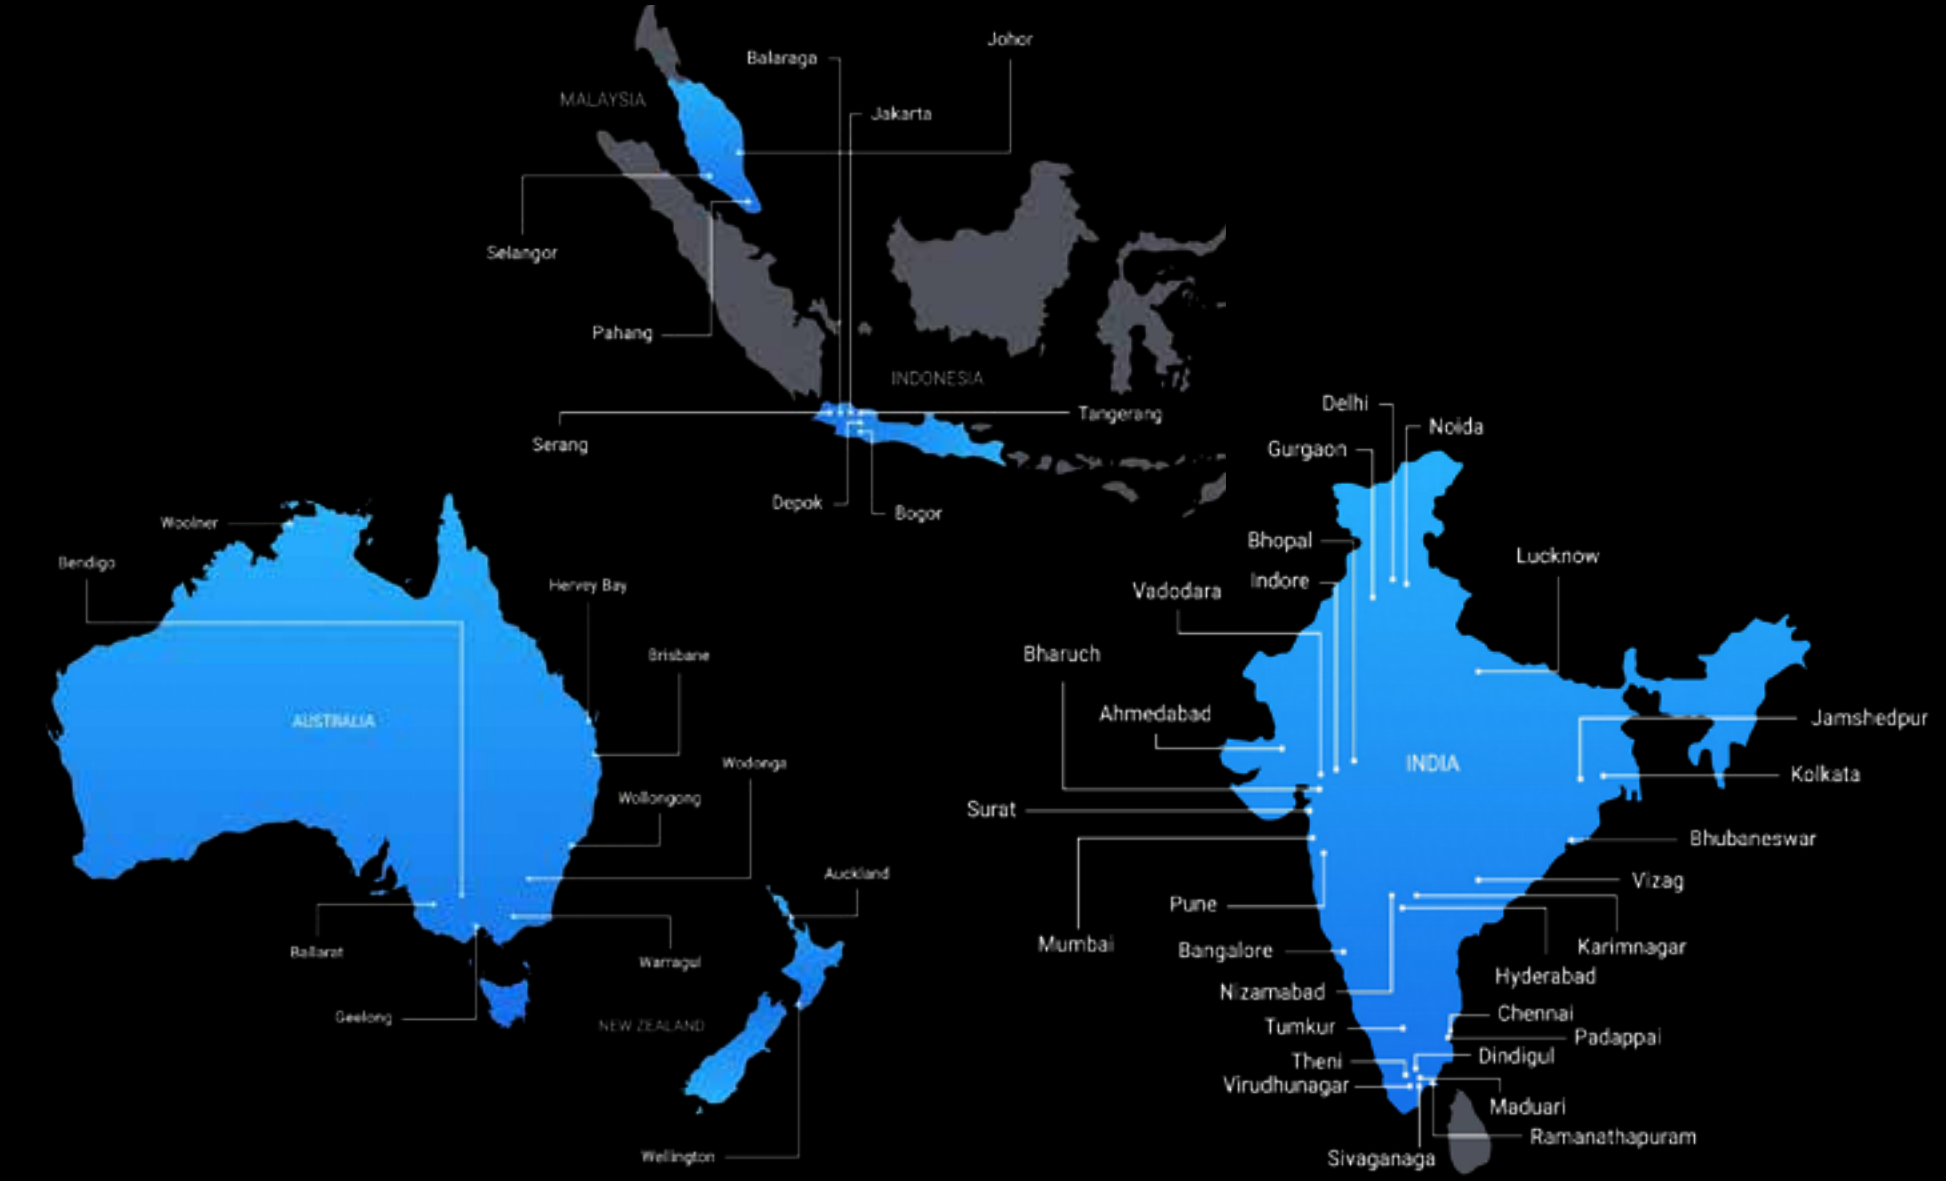 Johor
Balaraga
MALAYSIA
Jakarta
Selangor
Pahang
INDONESIA
Tangerang
Serang
Depok
Bogor
Woolner
Bendigo
Hervey Bay
Brisbane
AUSTRALIA
Wodonga
Wollongong
Auckland
Ballarat
Warragul
Geelong
NEW ZEALAND
Wellington
Delhi
Noida
Gurgaon
Bhopal
Lucknow
Indore
Vadodara
Bharuch
Ahmedabad
Jamshedpur
INDIA
Kolkata
Surat
Bhubaneswar
Vizag
Pune
Mumbai
Karimnagar
Bangalore
Hyderabad
Nizamabad
Chennai
Tumkur
Padappai
Dindigul
Theni
Virudhunagar
Maduari
Ramanathapuram
Sivaganaga